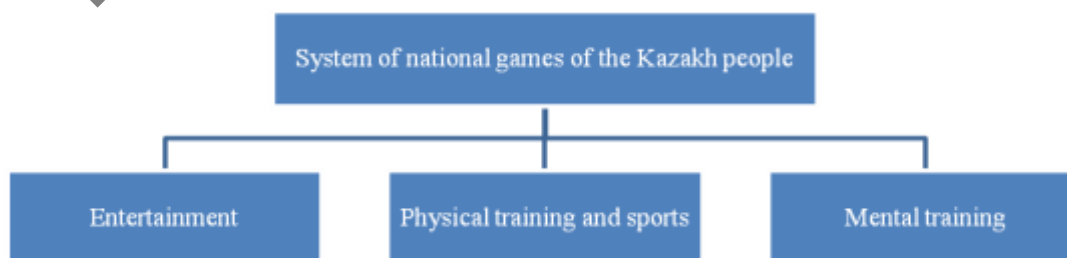 System of national games of the Kazakh people
Entertainment
Physical training and sports
Mental training